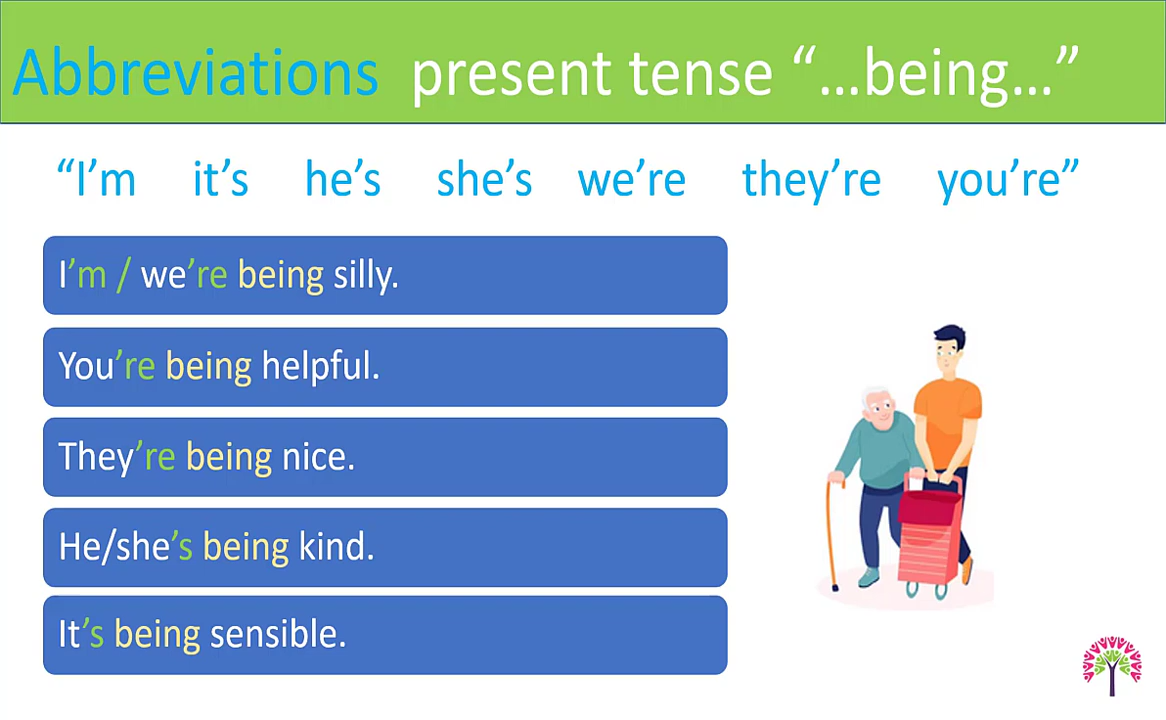 Abbreviations present tense “...being...”
“I’m it’s he’s she’s we’re they’re you’re”
I’m / we’re being silly.
You’re being helpful.
They’re being nice.
He/she’s being kind.
It’s being sensible.